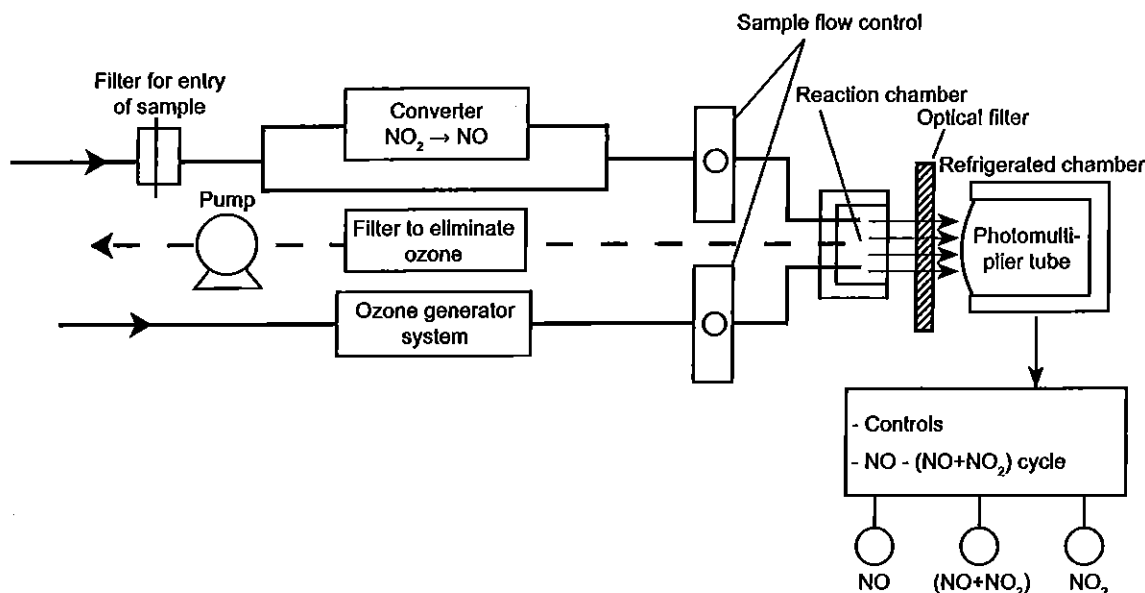 Sample flow control
Filter for entry
of sample
Converter
NO₂ → NO
Reaction chamber
Optical filter
Refrigerated chamber
Pump
Filter to eliminate
ozone
Photomulti-
plier tube
Ozone generator
system
- Controls
- NO - (NO+NO₂) cycle
NO
(NO+NO₂)
NO₂